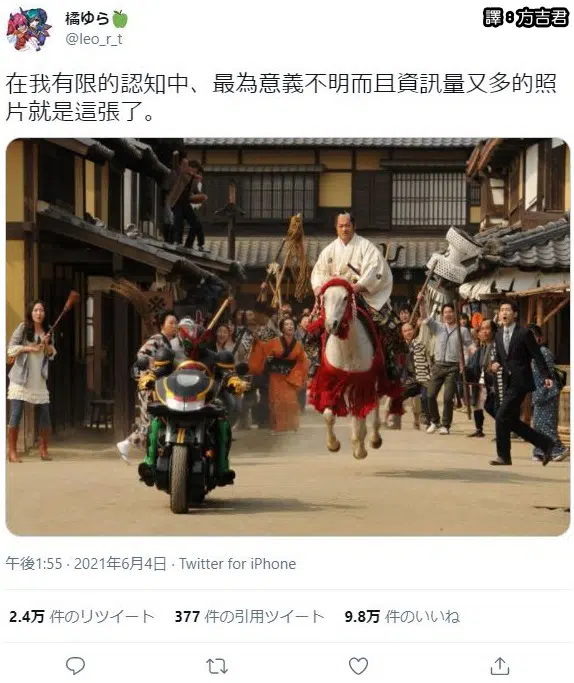 橘ゆら🍏
譯8方吉君
@leo_r_t
在我有限的認知中、最為意義不明而且資訊量又多的照
片就是這張了。
午後1:55 · 2021年6月4日 · Twitter for iPhone
2.4万 件のリツイート 377 件の引用ツイート 9.8万 件のいいね